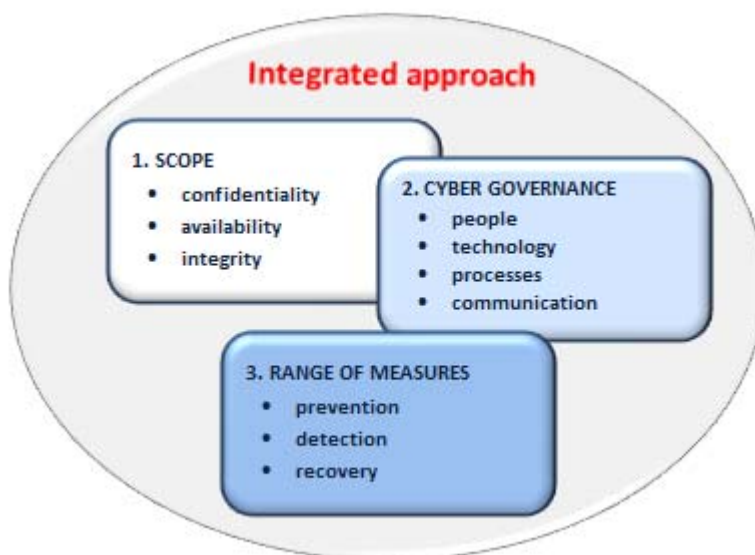 Integrated approach
1. SCOPE
• confidentiality
• availability
• integrity
2. CYBER GOVERNANCE
• people
• technology
• processes
• communication
3. RANGE OF MEASURES
• prevention
• detection
• recovery